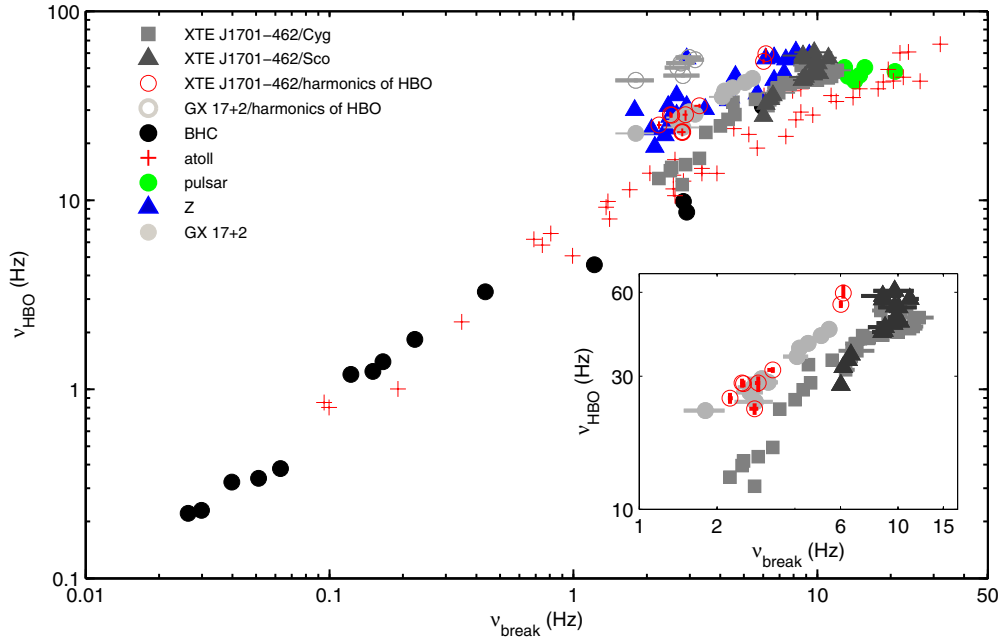 100
10
1
0.1
ν_HBO (Hz)
XTE J1701−462/Cyg
XTE J1701−462/Sco
XTE J1701−462/harmonics of HBO
GX 17+2/harmonics of HBO
BHC
atoll
pulsar
Z
GX 17+2
60
30
10
ν_HBO (Hz)
1 2 6 10 15
ν_break (Hz)
0.01 0.1 1 10 50
ν_break (Hz)